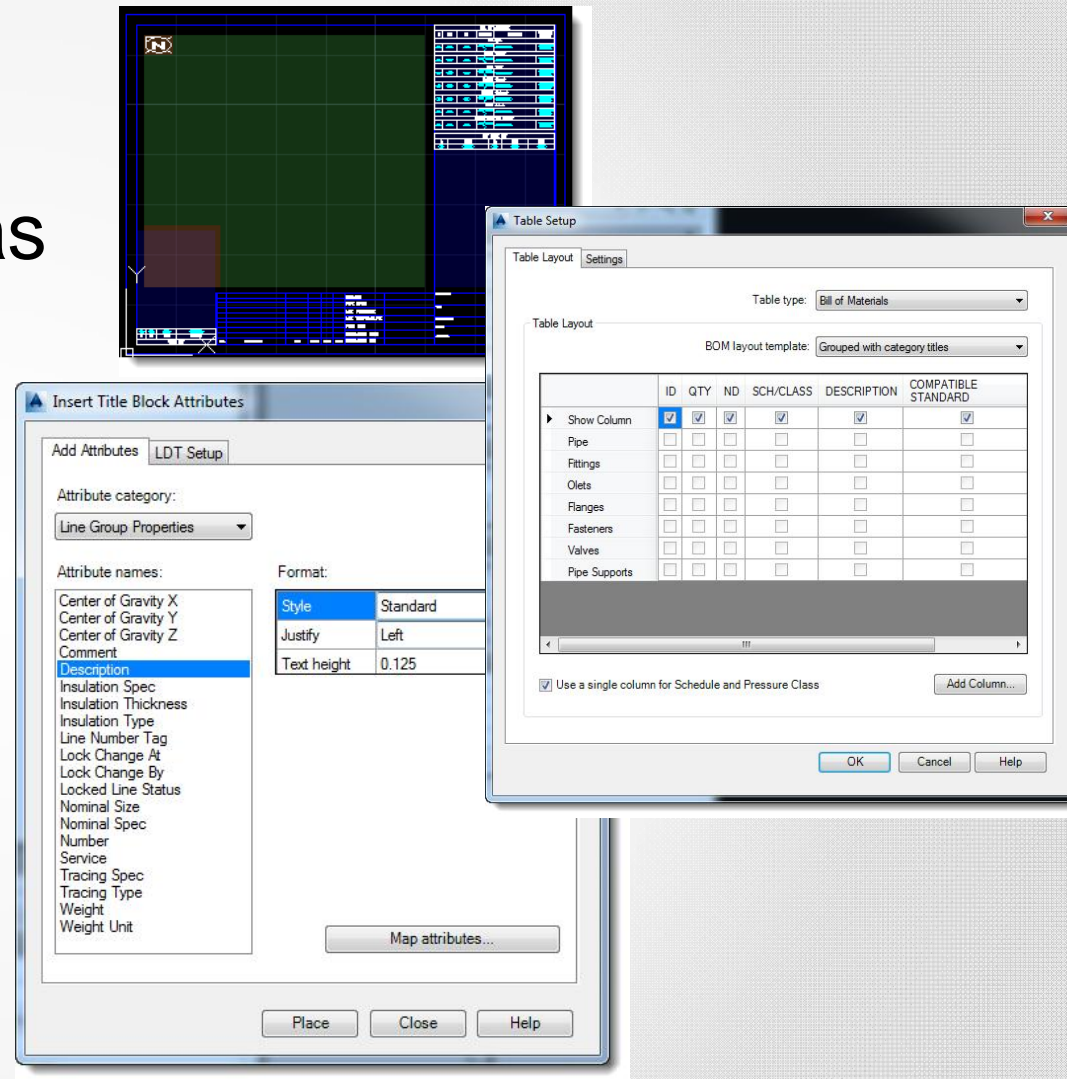 as
N
Y
X
Table Setup
Table Layout Settings
Table type: Bill of Materials
Table Layout
BOM layout template: Grouped with category titles
ID QTY ND SCH/CLASS DESCRIPTION COMPATIBLE STANDARD
Show Column
Pipe
Fittings
Olets
Flanges
Fasteners
Valves
Pipe Supports
Use a single column for Schedule and Pressure Class
Add Column...
OK Cancel Help
Insert Title Block Attributes
Add Attributes LDT Setup
Attribute category:
Line Group Properties
Attribute names:
Center of Gravity X
Center of Gravity Y
Center of Gravity Z
Comment
Description
Insulation Spec
Insulation Thickness
Insulation Type
Line Number Tag
Lock Change At
Lock Change By
Locked Line Status
Nominal Size
Nominal Spec
Number
Service
Tracing Spec
Tracing Type
Weight
Weight Unit
Format:
Style Standard
Justify Left
Text height 0.125
Map attributes...
Place Close Help